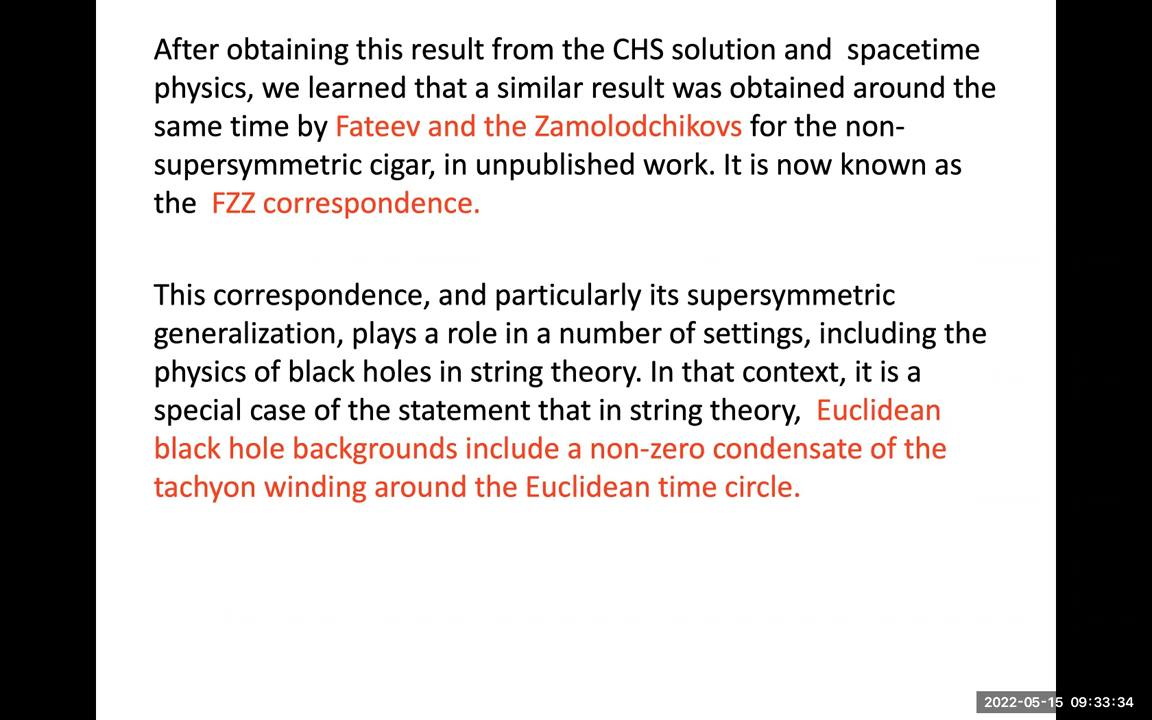 After obtaining this result from the CHS solution and  spacetime
physics, we learned that a similar result was obtained around the
same time by Fateev and the Zamolodchikovs for the non-
supersymmetric cigar, in unpublished work. It is now known as
the  FZZ correspondence.
This correspondence, and particularly its supersymmetric
generalization, plays a role in a number of settings, including the
physics of black holes in string theory. In that context, it is a
special case of the statement that in string theory,  Euclidean
black hole backgrounds include a non-zero condensate of the
tachyon winding around the Euclidean time circle.
2022-05-15  09:33:34